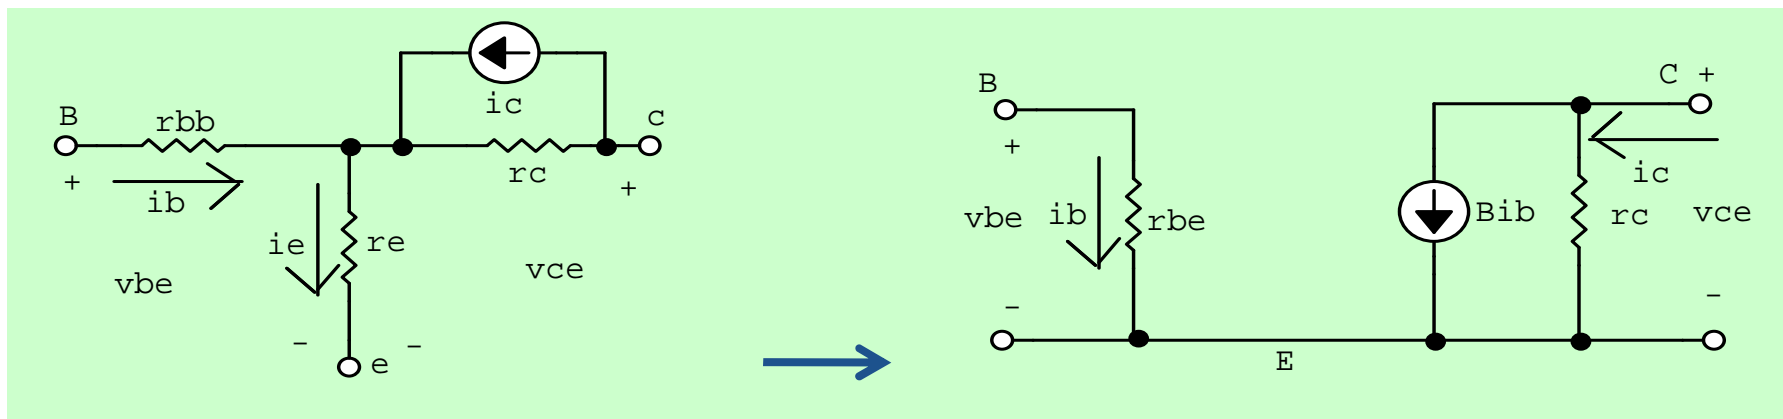 ic
B
rbb
rc
c
+
ib
+
ie
re
vbe
vce
-
e
-
B
+
vbe
ib
rbe
-
E
Bib
C +
ic
rc
vce
-